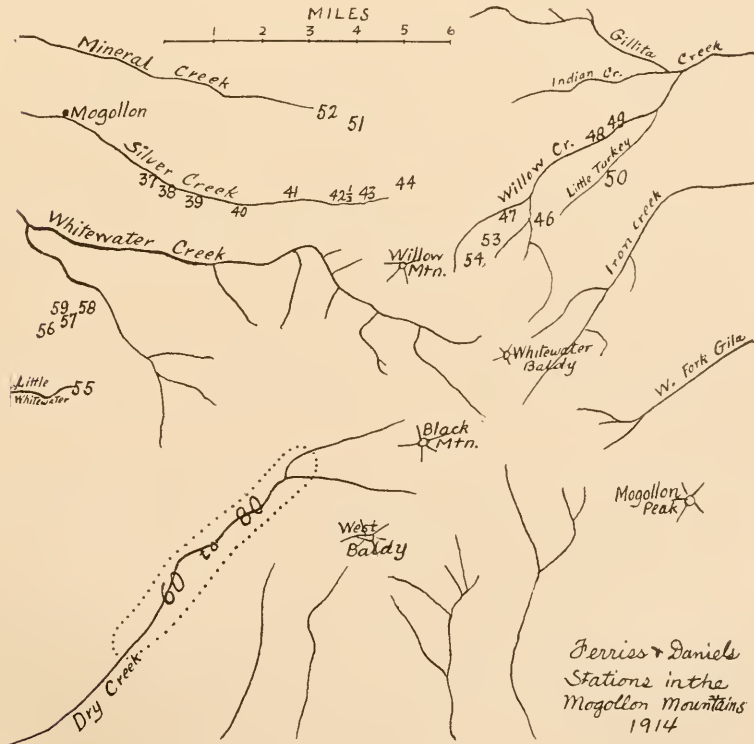 MILES
2 3 4 5 6
Mineral Creek
52
51
Mogollon
Silver Creek
37
38
39
40
41
42½ 43
44
Gillita Creek
Indian Cr.
Willow Cr.
48 49
Little Turkey
50
47
46
53
54
Iron Creek
Whitewater Creek
Willow
Mtn.
59 58
56 57
Little
Whitewater
55
Whitewater
Baldy
W. Fork Gila
Black
Mtn.
Mogollon
Peak
West
Baldy
60 to 80
Dry Creek
Ferriss & Daniels
Stations in the
Mogollon Mountains
1914